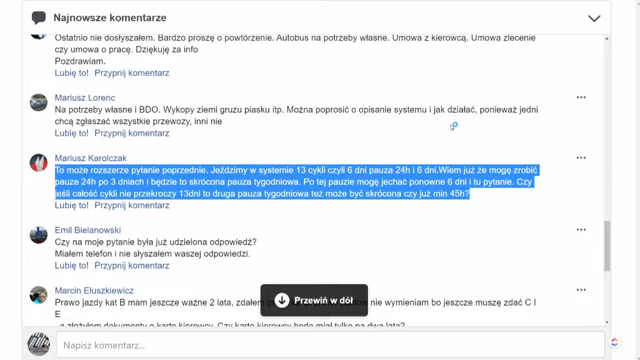 Najnowsze komentarze
Ostatnio nie dosłyszałem. Bardzo proszę o powtórzenie. Autobus na potrzeby własne. Umowa z kierowcą. Umowa zlecenie
czy umowa o pracę. Dziękuję za info
Pozdrawiam.
Lubię to! Przypnij komentarz
Mariusz Lorenc
Na potrzeby własne i BDO. Wykopy ziemi gruzu piasku itp. Można poprosić o opisanie systemu i jak działać, ponieważ jedni
chcą zgłaszać wszystkie przewozy, inni nie
Lubię to! Przypnij komentarz
Mariusz Karolczak
To może rozszerze pytanie poprzednie. Jeździmy w systemie 13 cykli czyli 6 dni pauza 24h i 6 dni.Wiem już że mogę zrobić
pauze 24h po 3 dniach i będzie to skrócona pauza tygodniowa. Po tej pauzie mogę jechać ponowne 6 dni i tu pytanie. Czy
jeśli całość cykli nie przekroczy 13dni to druga pauza tygodniowa też może być skrócona czy już min 45h?
Lubię to! Przypnij komentarz
Emil Bielanowski
Czy na moje pytanie była już udzielona odpowiedź?
Miałem telefon i nie słyszałem waszej odpowiedzi.
Lubię to! Przypnij komentarz
Marcin Eluszkiewicz
Prawo jazdy kat B mam jeszcze ważne 2 lata, zdałem
nie wymieniam bo jeszcze muszę zdać C I
E
Przewiń w dół
a złożyłem dokumenty o kartę kierowcy. Czy kartę kierowcy będę miał tylko na dwa lata?
Napisz komentarz...